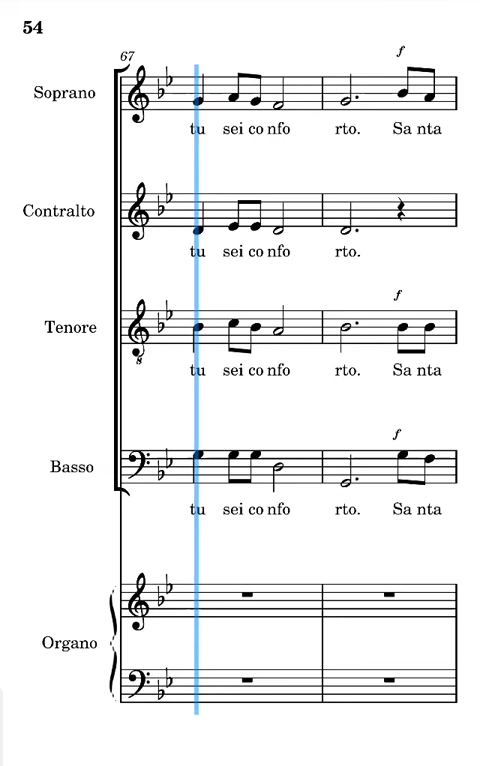 54
67
f
Soprano
tu sei co nfo rto. Sa nta
Contralto
tu sei co nfo rto.
f
Tenore
8
tu sei co nfo rto. Sa nta
f
Basso
tu sei co nfo rto. Sa nta
Organo